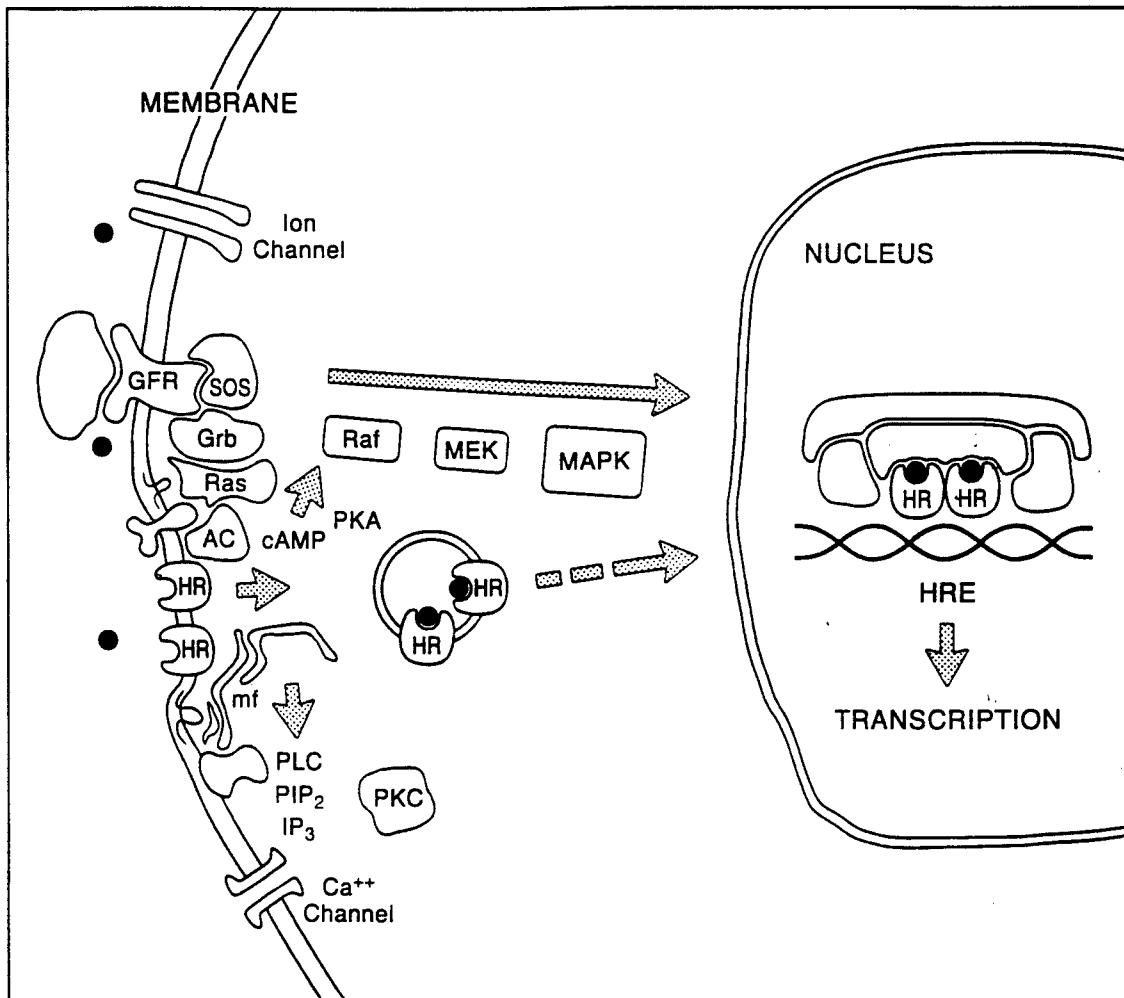 MEMBRANE
Ion
Channel
NUCLEUS
GFR
SOS
Grb
Raf
MEK
MAPK
Ras
HR
HR
AC
cAMP
PKA
HR
HR
HR
HR
HRE
mf
TRANSCRIPTION
PLC
PIP₂
IP₃
PKC
Ca⁺⁺
Channel